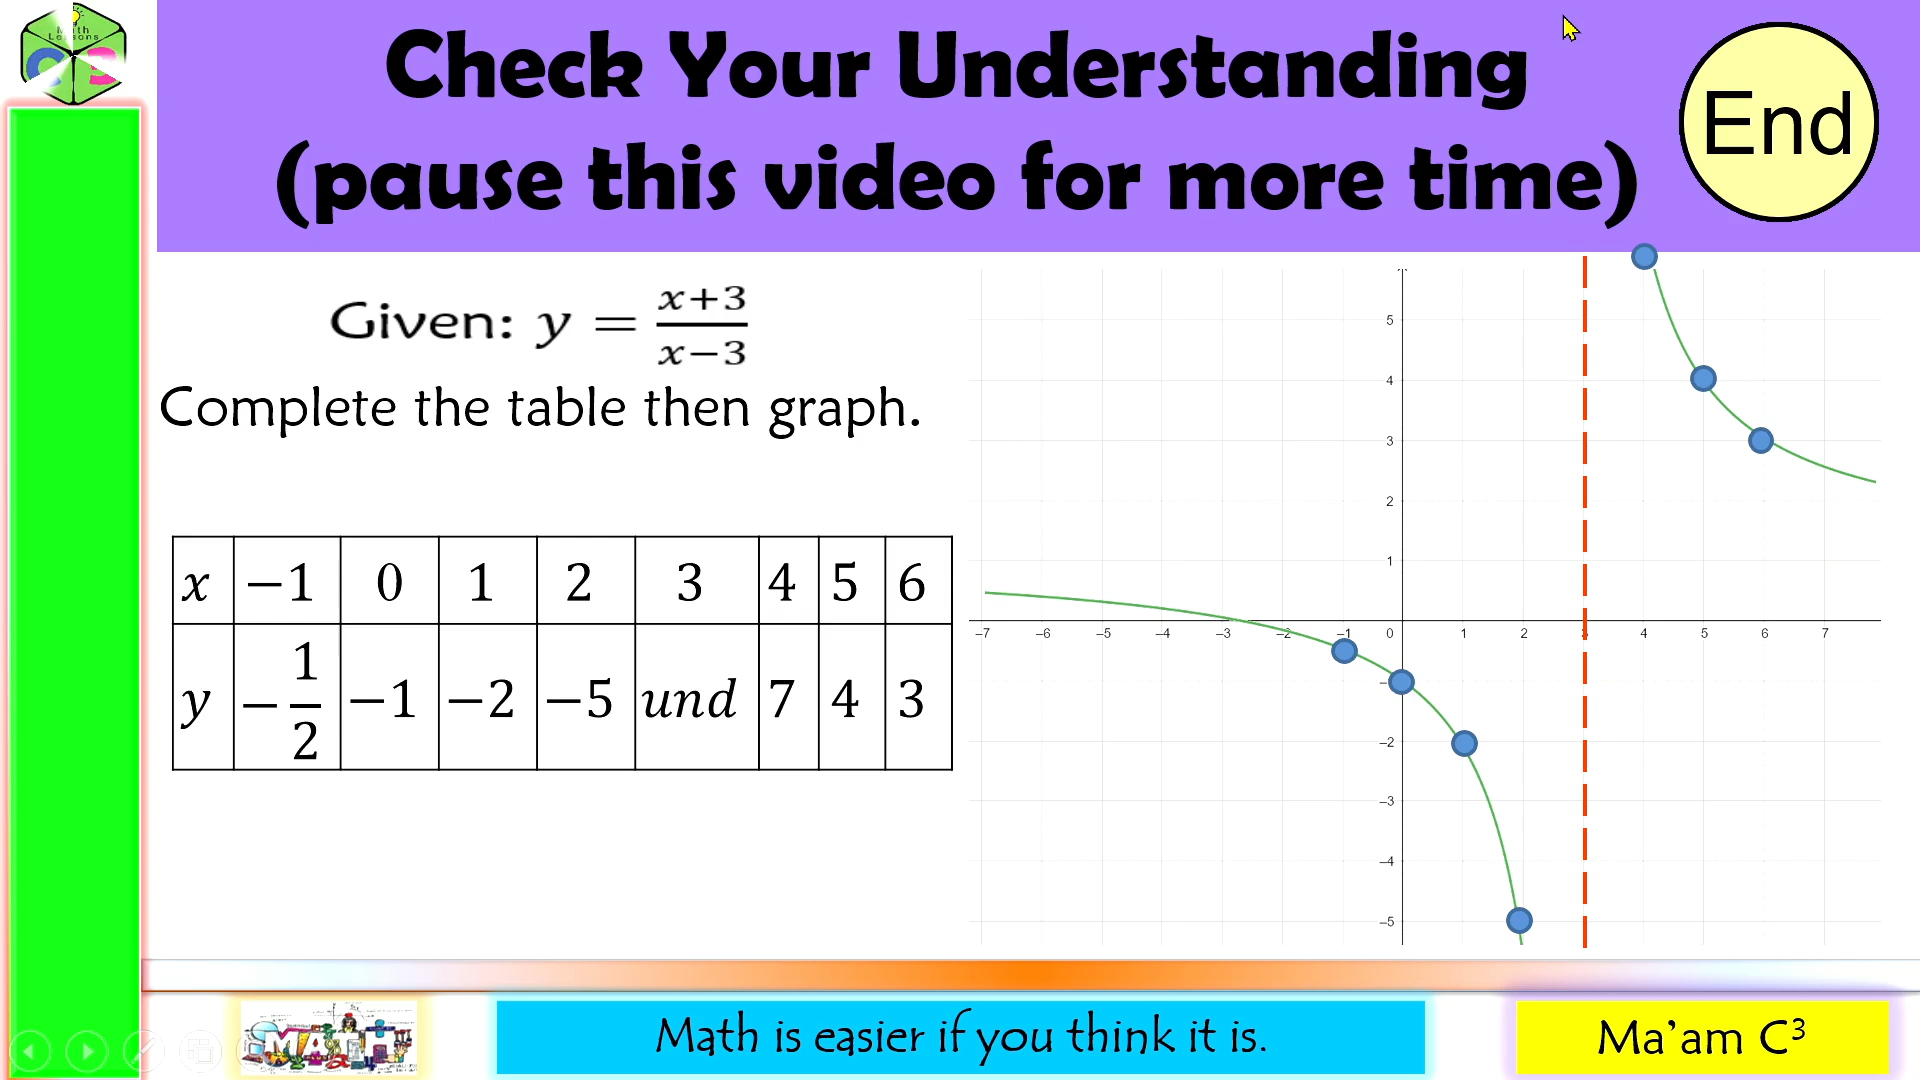 Math
Lessons
Check Your Understanding
(pause this video for more time)
End
Given: y = x+3
x−3
Complete the table then graph.
x −1 0 1 2 3 4 5 6
y −1/2 −1 −2 −5 und 7 4 3
5
4
3
2
1
−7 −6 −5 −4 −3 −2 −1 0 1 2 4 5 6 7
−2
−3
−4
−5
MATH
Math is easier if you think it is.
Ma'am C³